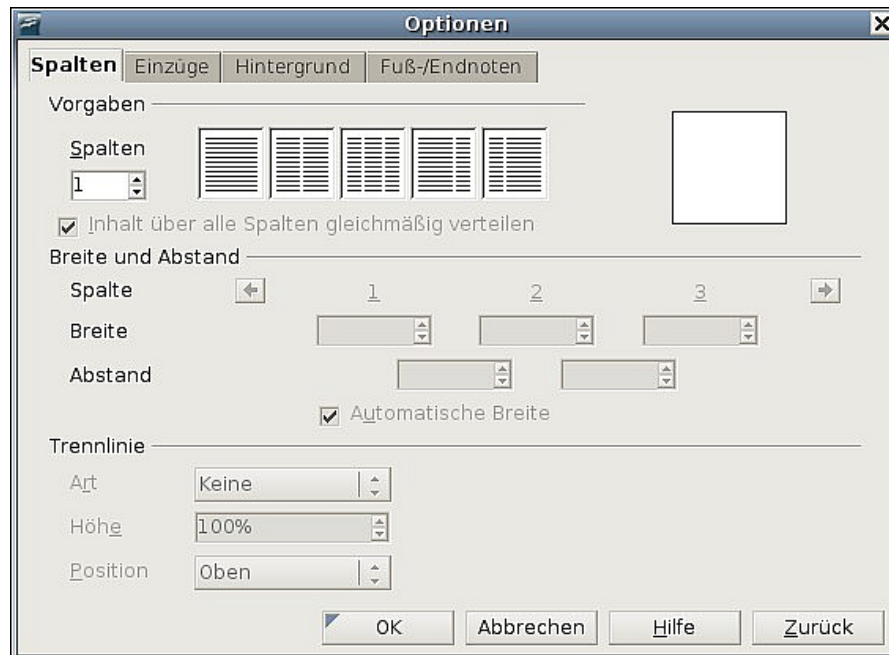 Optionen
Spalten Einzüge Hintergrund Fuß-/Endnoten
Vorgaben
Spalten
1
Inhalt über alle Spalten gleichmäßig verteilen
Breite und Abstand
Spalte 1 2 3
Breite
Abstand
Automatische Breite
Trennlinie
Art Keine
Höhe 100%
Position Oben
OK Abbrechen Hilfe Zurück